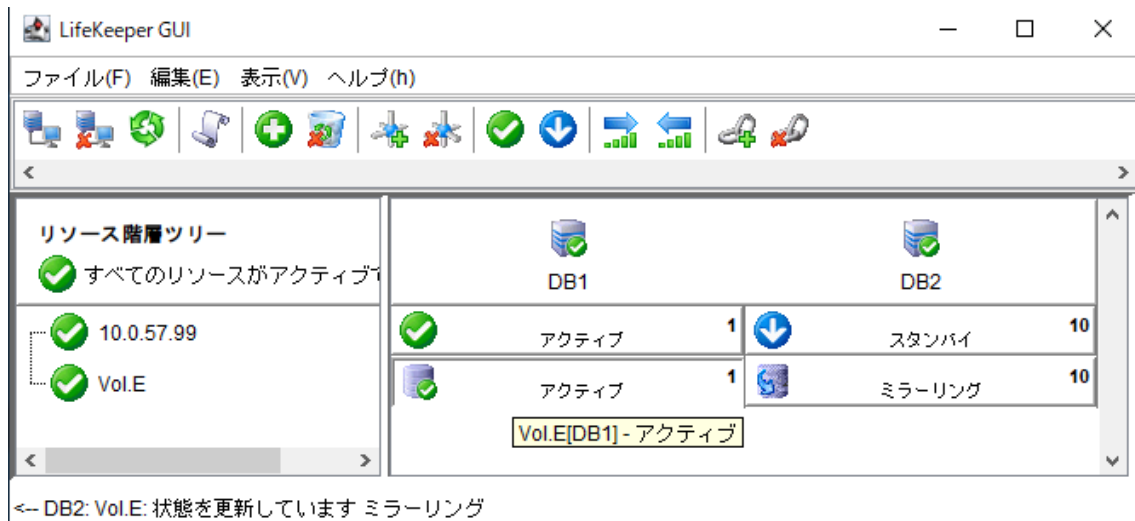 LifeKeeper GUI
ファイル(F) 編集(E) 表示(V) ヘルプ(h)
リソース階層ツリー
すべてのリソースがアクティブで
DB1
DB2
10.0.57.99
アクティブ 1
スタンバイ 10
Vol.E
アクティブ 1
ミラーリング 10
Vol.E[DB1] - アクティブ
<-- DB2: Vol.E: 状態を更新しています ミラーリング